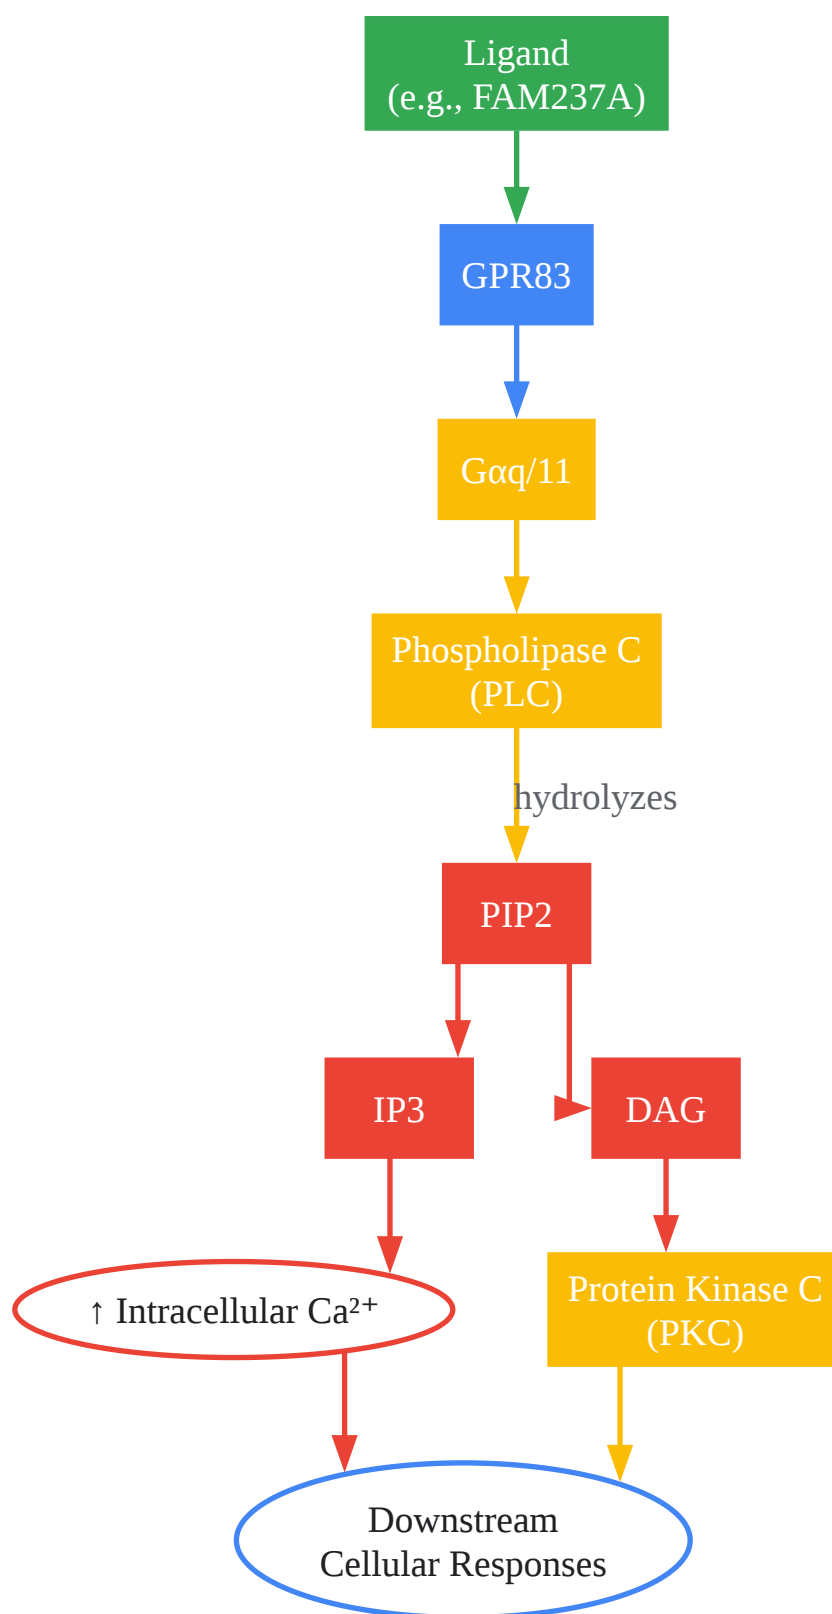 Ligand
(e.g., FAM237A)
GPR83
Gαq/11
Phospholipase C
(PLC)
hydrolyzes
PIP2
IP3
DAG
↑ Intracellular Ca²⁺
Protein Kinase C
(PKC)
Downstream
Cellular Responses